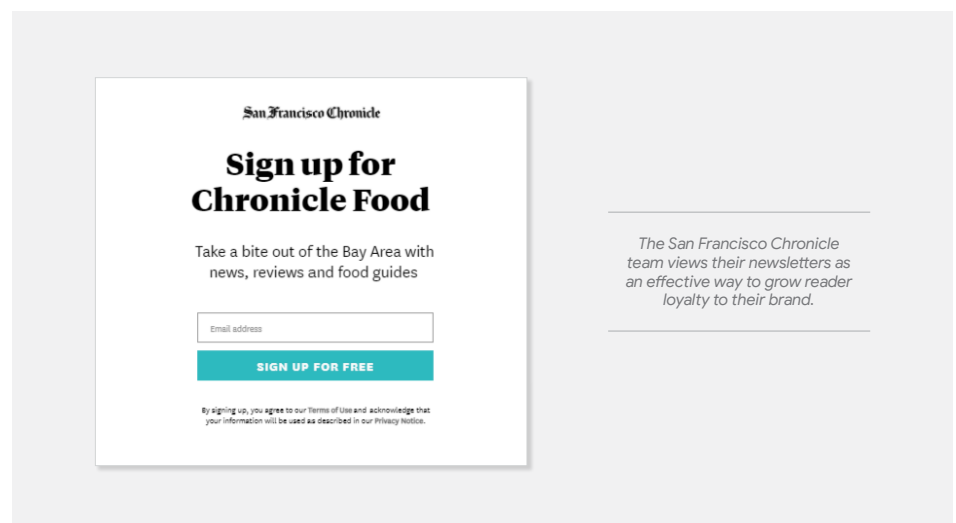 San Francisco Chronicle
Sign up for
Chronicle Food
Take a bite out of the Bay Area with
news, reviews and food guides
Email address
SIGN UP FOR FREE
By signing up, you agree to our Terms of Use and acknowledge that
your information will be used as described in our Privacy Notice.
The San Francisco Chronicle
team views their newsletters as
an effective way to grow reader
loyalty to their brand.